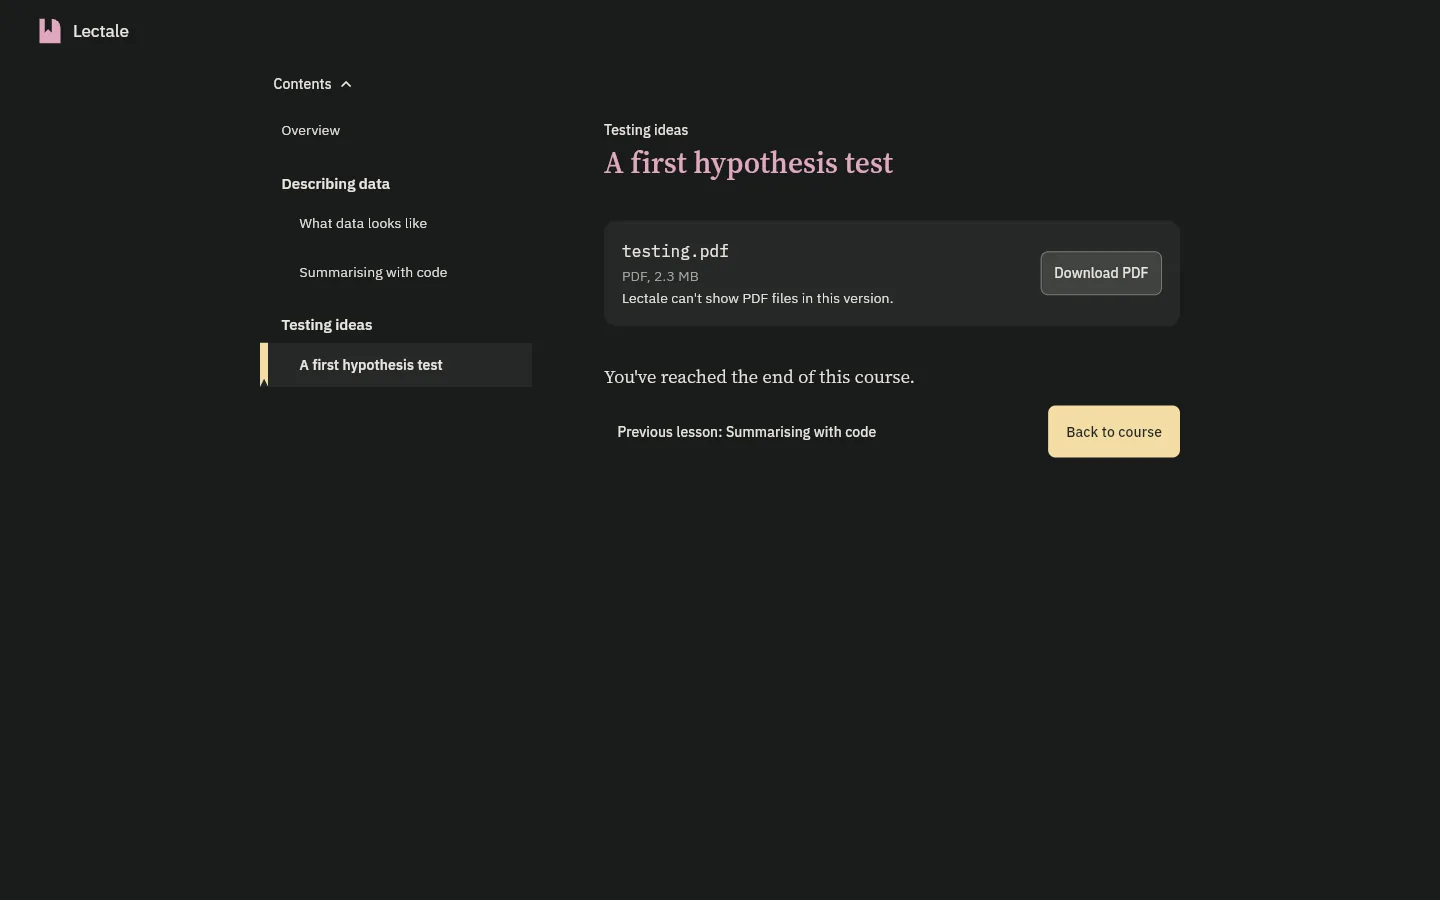 Lectale
Contents
Overview
Describing data
What data looks like
Summarising with code
Testing ideas
A first hypothesis test
Testing ideas
A first hypothesis test
testing.pdf
PDF, 2.3 MB
Lectale can't show PDF files in this version.
Download PDF
You've reached the end of this course.
Previous lesson: Summarising with code
Back to course